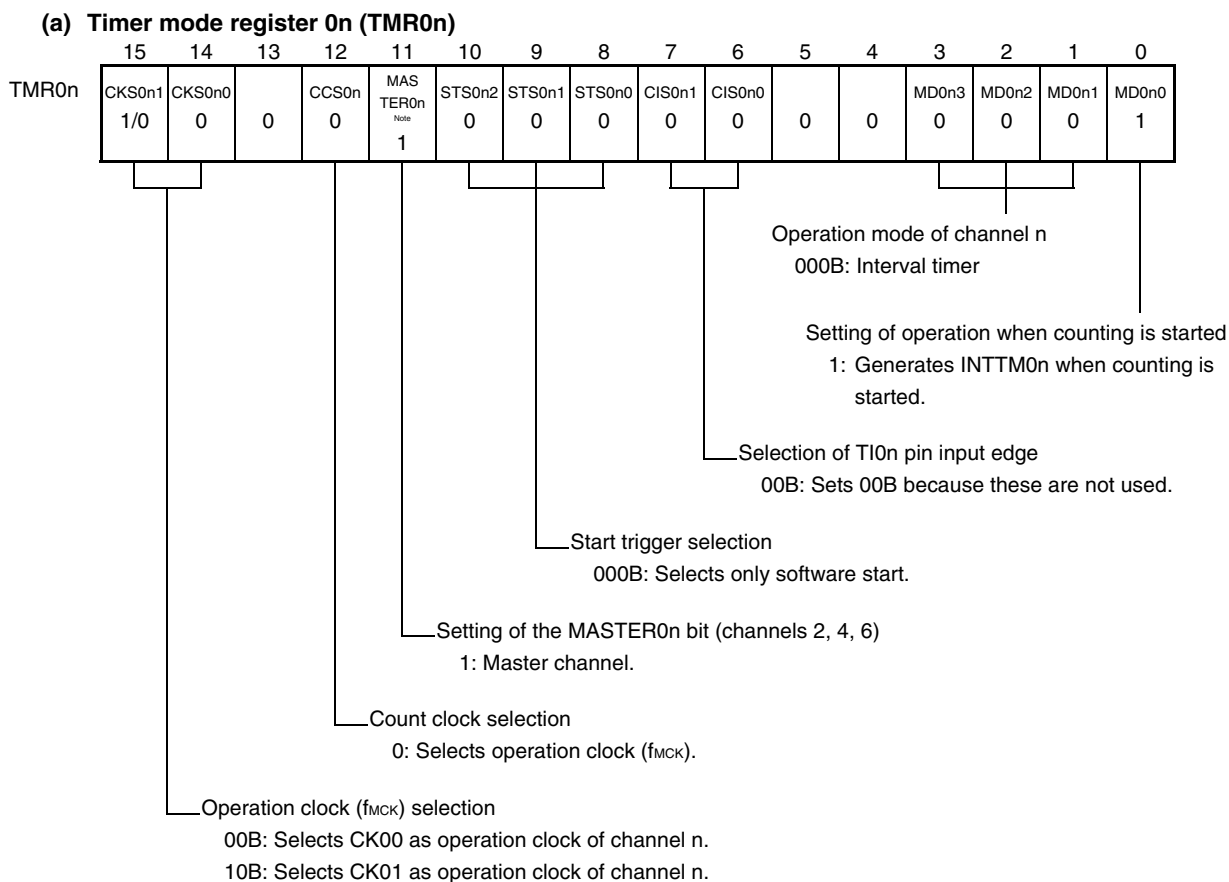 (a) Timer mode register 0n (TMR0n)
15 14 13 12 11 10 9 8 7 6 5 4 3 2 1 0
TMR0n
CKS0n1 CKS0n0 0 CCS0n MAS TER0n Note STS0n2 STS0n1 STS0n0 CIS0n1 CIS0n0 0 0 MD0n3 MD0n2 MD0n1 MD0n0
1/0 0 0 1 0 0 0 0 0 0 0 0 1
Operation mode of channel n
000B: Interval timer
Setting of operation when counting is started
1: Generates INTTM0n when counting is
started.
Selection of TI0n pin input edge
00B: Sets 00B because these are not used.
Start trigger selection
000B: Selects only software start.
Setting of the MASTER0n bit (channels 2, 4, 6)
1: Master channel.
Count clock selection
0: Selects operation clock (fMCK).
Operation clock (fMCK) selection
00B: Selects CK00 as operation clock of channel n.
10B: Selects CK01 as operation clock of channel n.